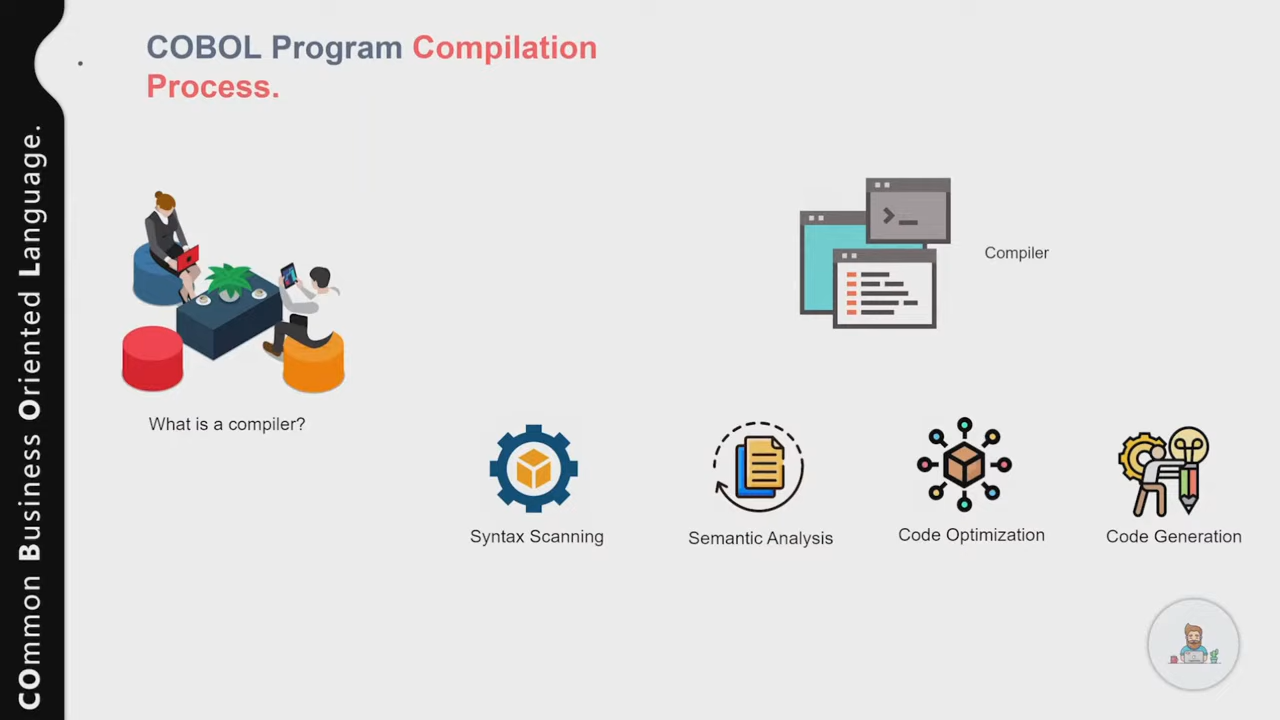 COBOL Program Compilation
Process.
COmmon Business Oriented Language.
Compiler
What is a compiler?
Syntax Scanning
Semantic Analysis
Code Optimization
Code Generation